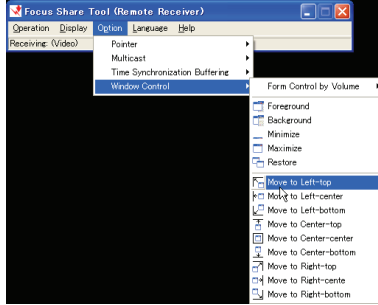 Focus Share Tool (Remote Receiver)
Operation Display Option Language Help
Receiving: (Video)
Pointer
Multicast
Time Synchronization Buffering
Window Control
Form Control by Volume
Foreground
Background
Minimize
Maximize
Restore
Move to Left-top
Move to Left-center
Move to Left-bottom
Move to Center-top
Move to Center-center
Move to Center-bottom
Move to Right-top
Move to Right-cente
Move to Right-bottom